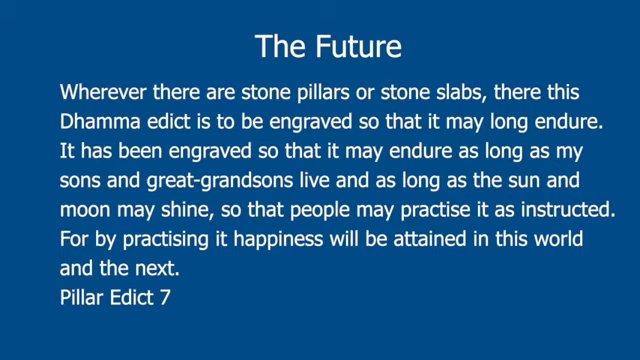 The Future
Wherever there are stone pillars or stone slabs, there this
Dhamma edict is to be engraved so that it may long endure.
It has been engraved so that it may endure as long as my
sons and great-grandsons live and as long as the sun and
moon may shine, so that people may practise it as instructed.
For by practising it happiness will be attained in this world
and the next.
Pillar Edict 7